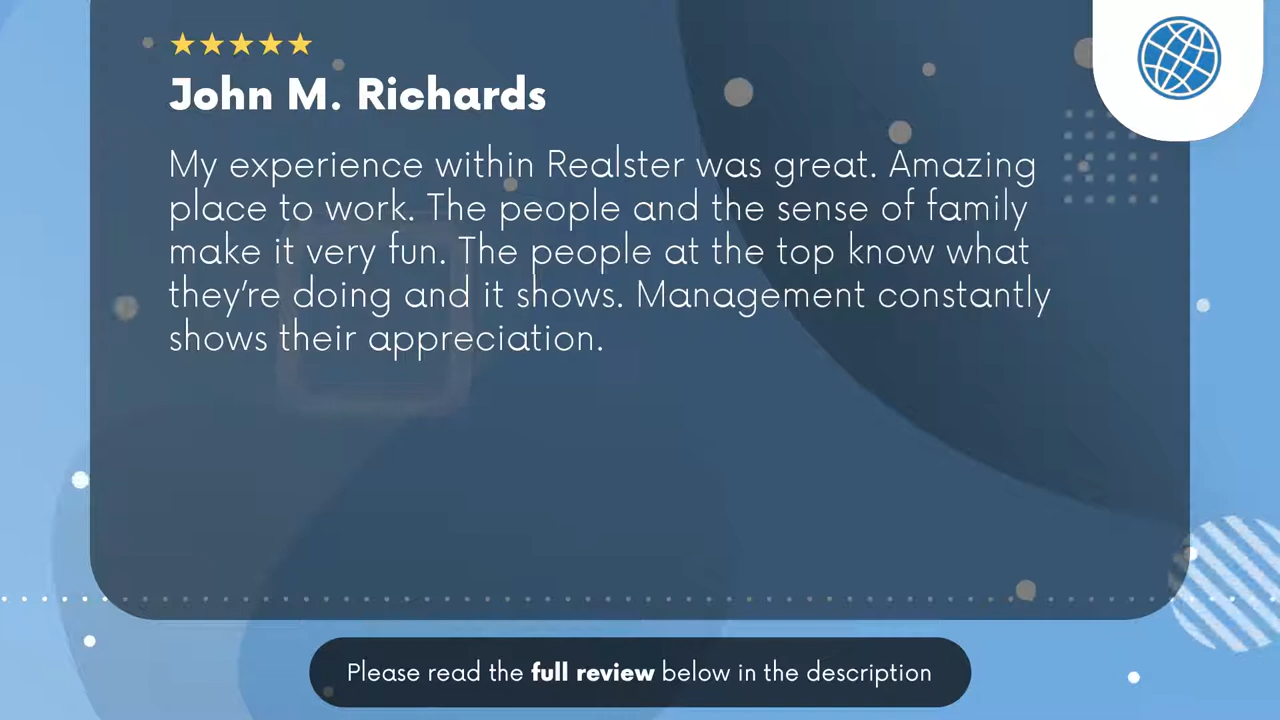 John M. Richards
My experience within Realster was great. Amazing
place to work. The people and the sense of family
make it very fun. The people at the top know what
they're doing and it shows. Management constantly
shows their appreciation.
Please read the full review below in the description